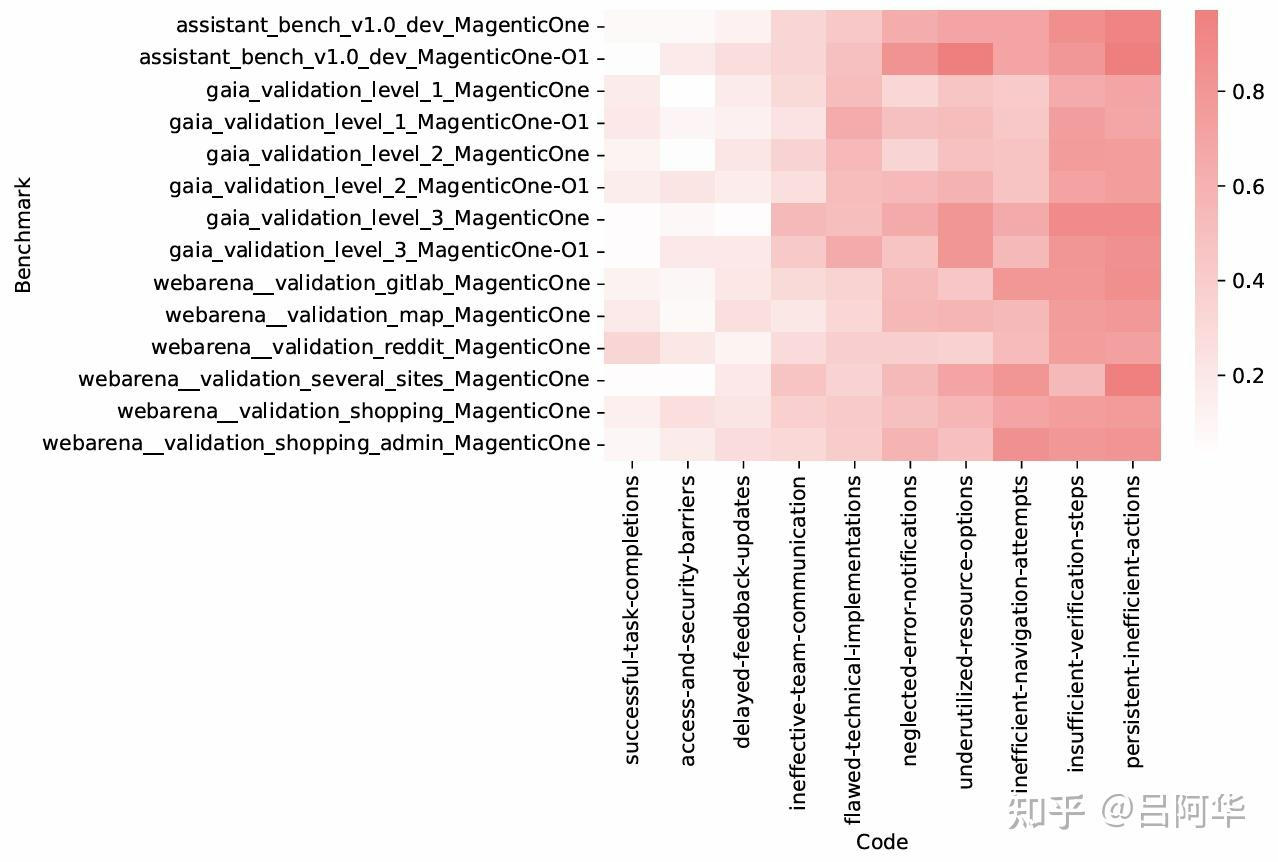 Benchmark
assistant_bench_v1.0_dev_MagenticOne
assistant_bench_v1.0_dev_MagenticOne-O1
gaia_validation_level_1_MagenticOne
gaia_validation_level_1_MagenticOne-O1
gaia_validation_level_2_MagenticOne
gaia_validation_level_2_MagenticOne-O1
gaia_validation_level_3_MagenticOne
gaia_validation_level_3_MagenticOne-O1
webarena__validation_gitlab_MagenticOne
webarena__validation_map_MagenticOne
webarena__validation_reddit_MagenticOne
webarena__validation_several_sites_MagenticOne
webarena__validation_shopping_MagenticOne
webarena__validation_shopping_admin_MagenticOne
successful-task-completions
access-and-security-barriers
delayed-feedback-updates
ineffective-team-communication
flawed-technical-implementations
neglected-error-notifications
underutilized-resource-options
inefficient-navigation-attempts
insufficient-verification-steps
persistent-inefficient-actions
Code
0.8
0.6
0.4
0.2
知乎 @吕阿华